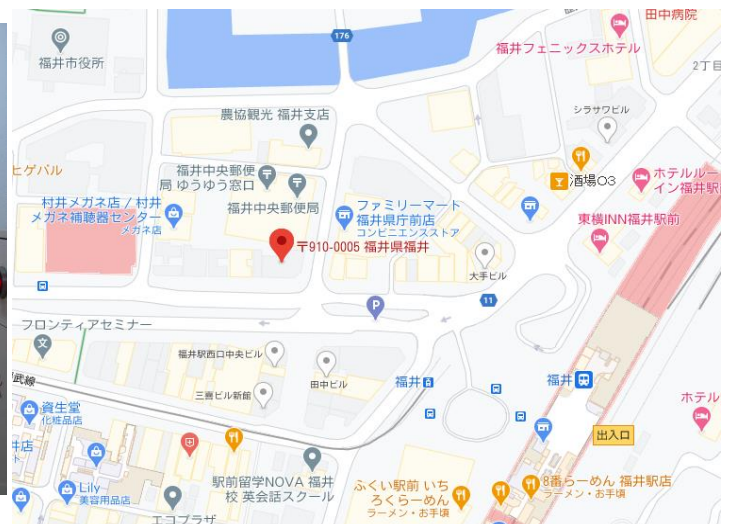 田中病院
176
福井市役所
福井フェニックスホテル
2丁目
農協観光 福井支店
シラサワビル
ヒゲバル
福井中央郵便
局 ゆうゆう窓口
酒場03
ホテルルー
イン福井駅
村井メガネ店 / 村井
メガネ補聴器センター
メガネ店
福井中央郵便局
ファミリーマート
福井県庁前店
コンビニエンスストア
東横INN福井駅前
〒910-0005 福井県福井
大手ビル
11
P
フロンティアセミナー
文
福井駅西口中央ビル
田中ビル
武線
福井
福井
三喜ビル新館
ホテル
資生堂
化粧品店
出入口
井店
ト
駅前留学NOVA 福井
校 英会話スクール
ふくい駅前 いち
ろくらーめん
ラーメン・お手頃
8番らーめん 福井駅店
ラーメン・お手頃
Lily
美容用品店
エコプラザ